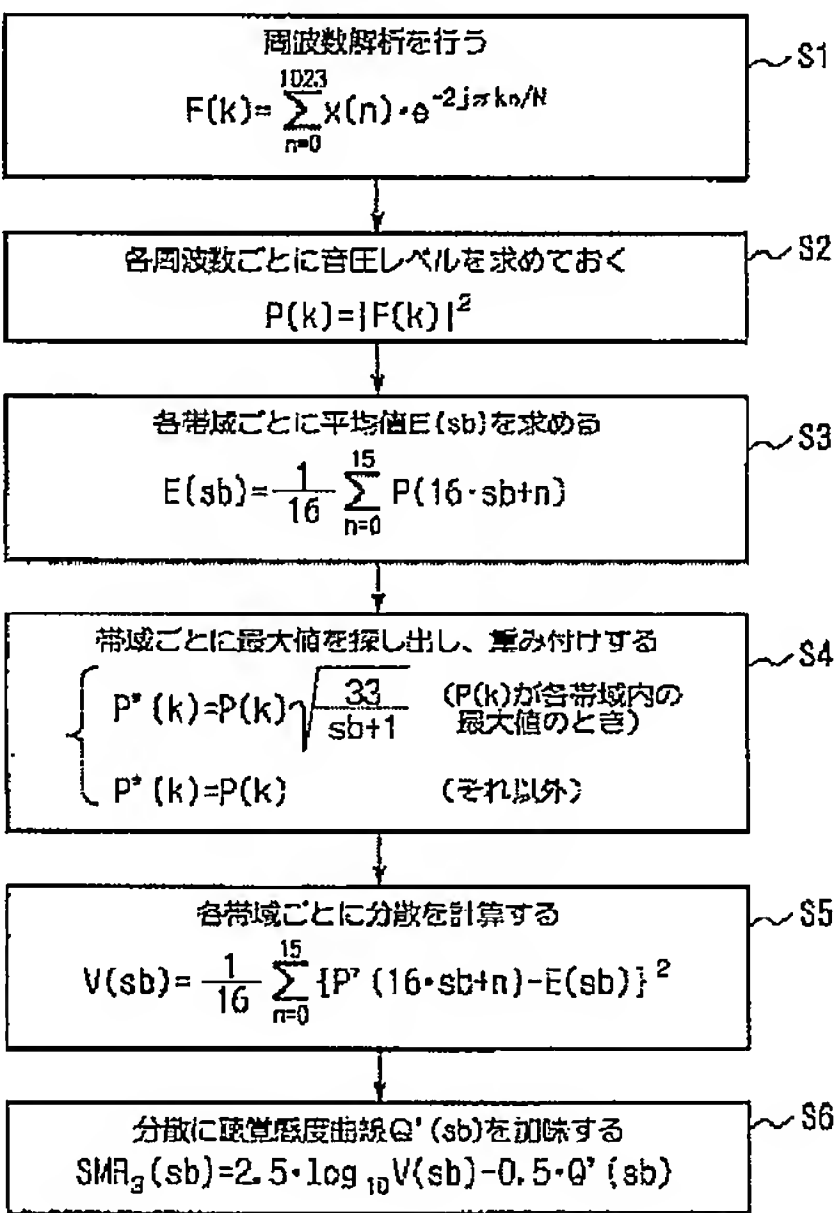 周波数解析を行う
S1
F(k)=∑[n=0→1023] x(n)・e^{-2jπkn/N}
各周波数ごとに音圧レベルを求めておく
S2
P(k)=|F(k)|²
各帯域ごとに平均値E(sb)を求める
S3
E(sb)=1/16 ∑[n=0→15] P(16・sb+n)
帯域ごとに最大値を探し出し、重み付けする
S4
P'(k)=P(k)√(33/(sb+1)) (P(k)が各帯域内の
最大値のとき)
P'(k)=P(k) (それ以外)
各帯域ごとに分散を計算する
S5
V(sb)=1/16 ∑[n=0→15] {P'(16・sb+n)-E(sb)}²
分散に聴覚感度曲線Q'(sb)を加味する
S6
SMR₃(sb)=2.5・log₁₀V(sb)-0.5・Q'(sb)